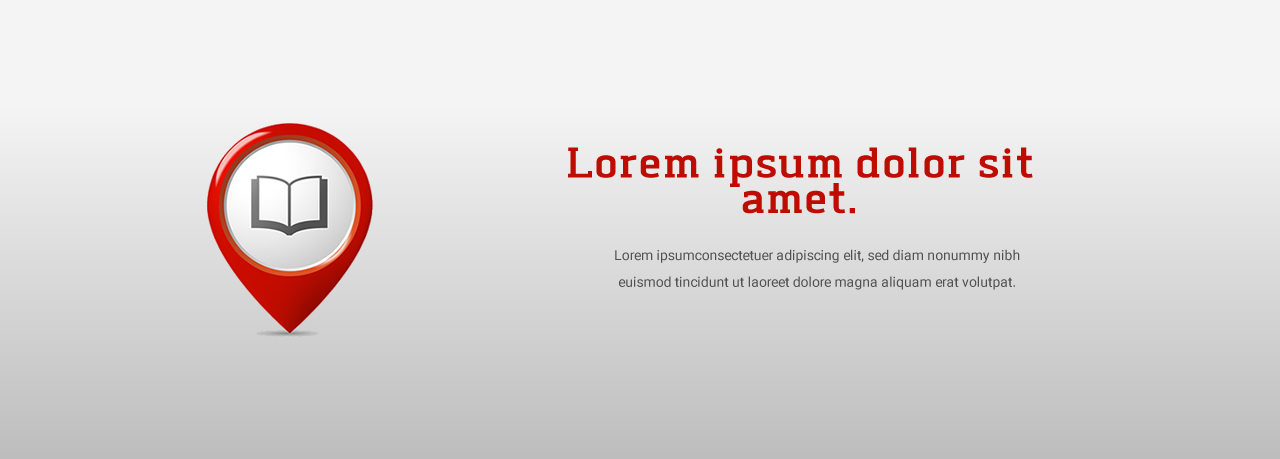 Lorem ipsum dolor sit
amet.
Lorem ipsumconsectetuer adipiscing elit, sed diam nonummy nibh
euismod tincidunt ut laoreet dolore magna aliquam erat volutpat.